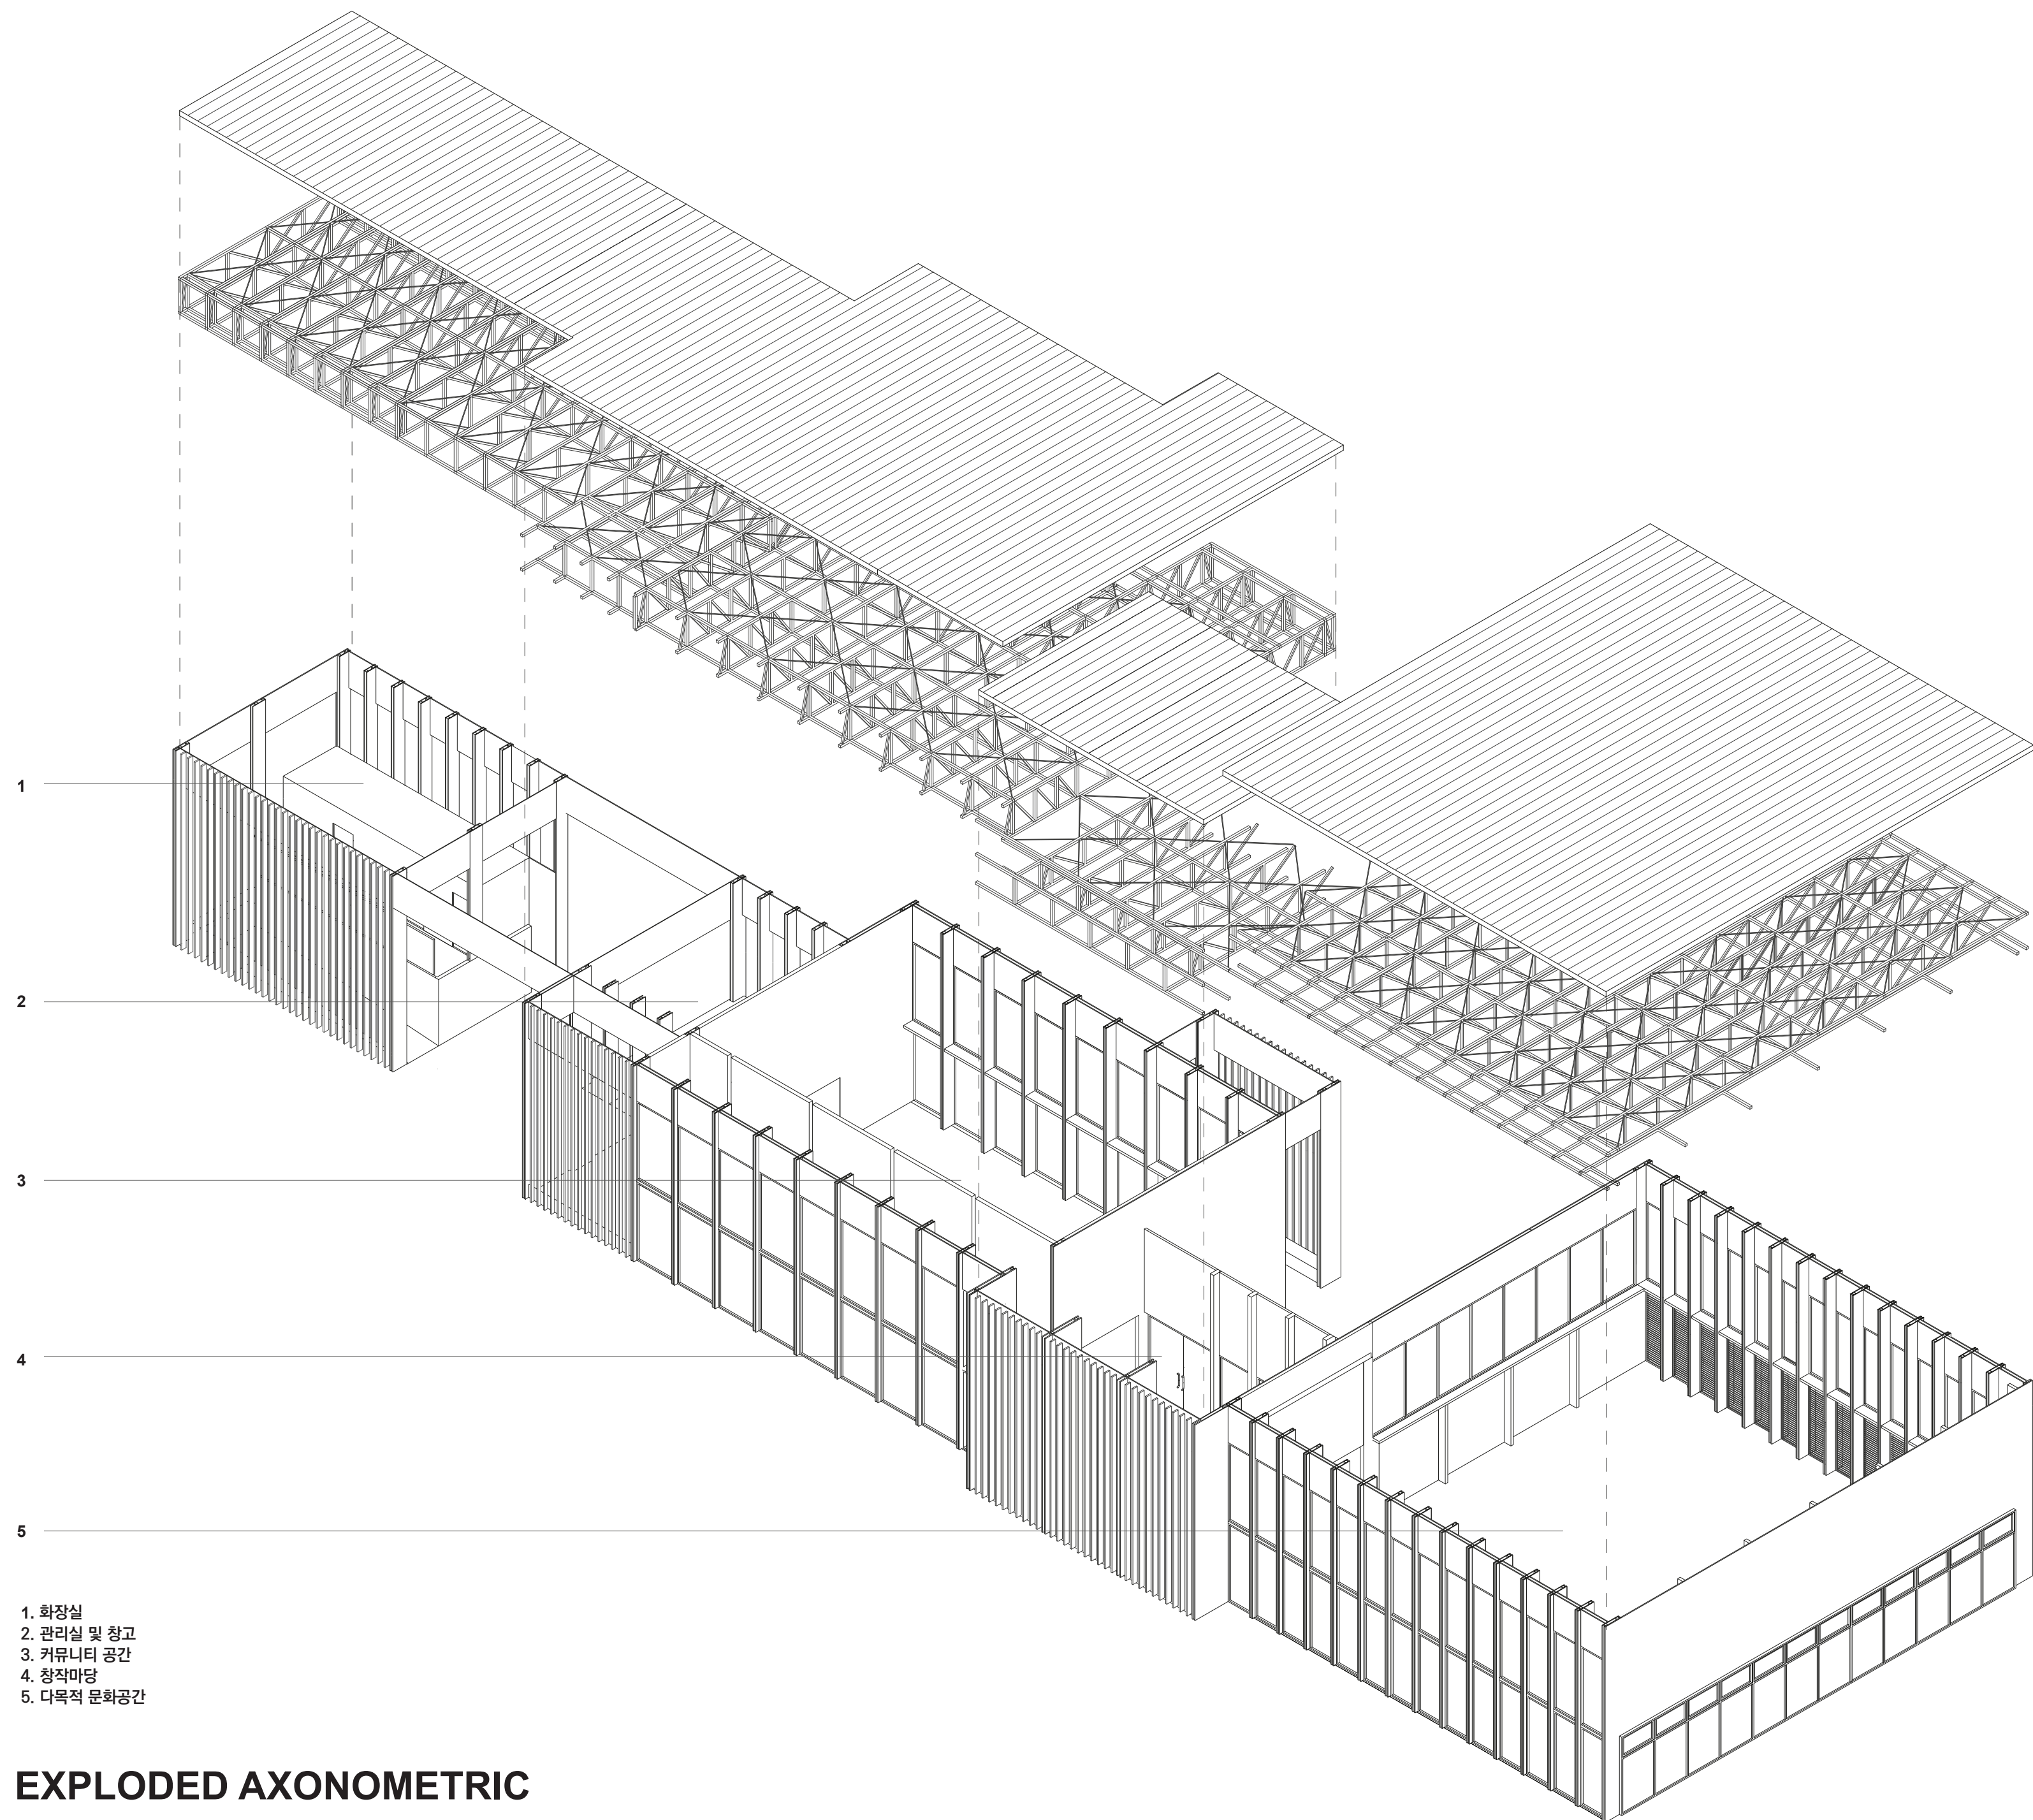 1
2
3
4
5
1. 화장실
2. 관리실 및 창고
3. 커뮤니티 공간
4. 창작마당
5. 다목적 문화공간
EXPLODED AXONOMETRIC